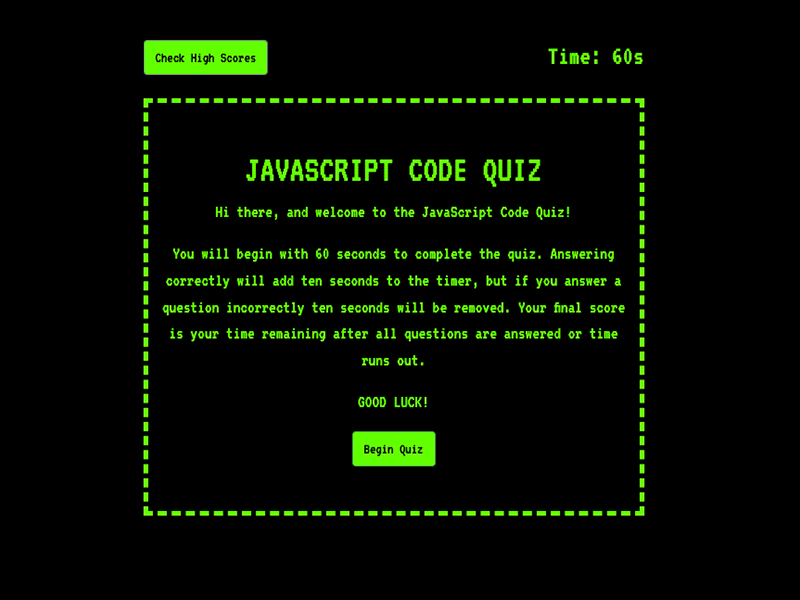 Check High Scores
Time: 60s
JAVASCRIPT CODE QUIZ
Hi there, and welcome to the JavaScript Code Quiz!
You will begin with 60 seconds to complete the quiz. Answering
correctly will add ten seconds to the timer, but if you answer a
question incorrectly ten seconds will be removed. Your final score
is your time remaining after all questions are answered or time
runs out.
GOOD LUCK!
Begin Quiz